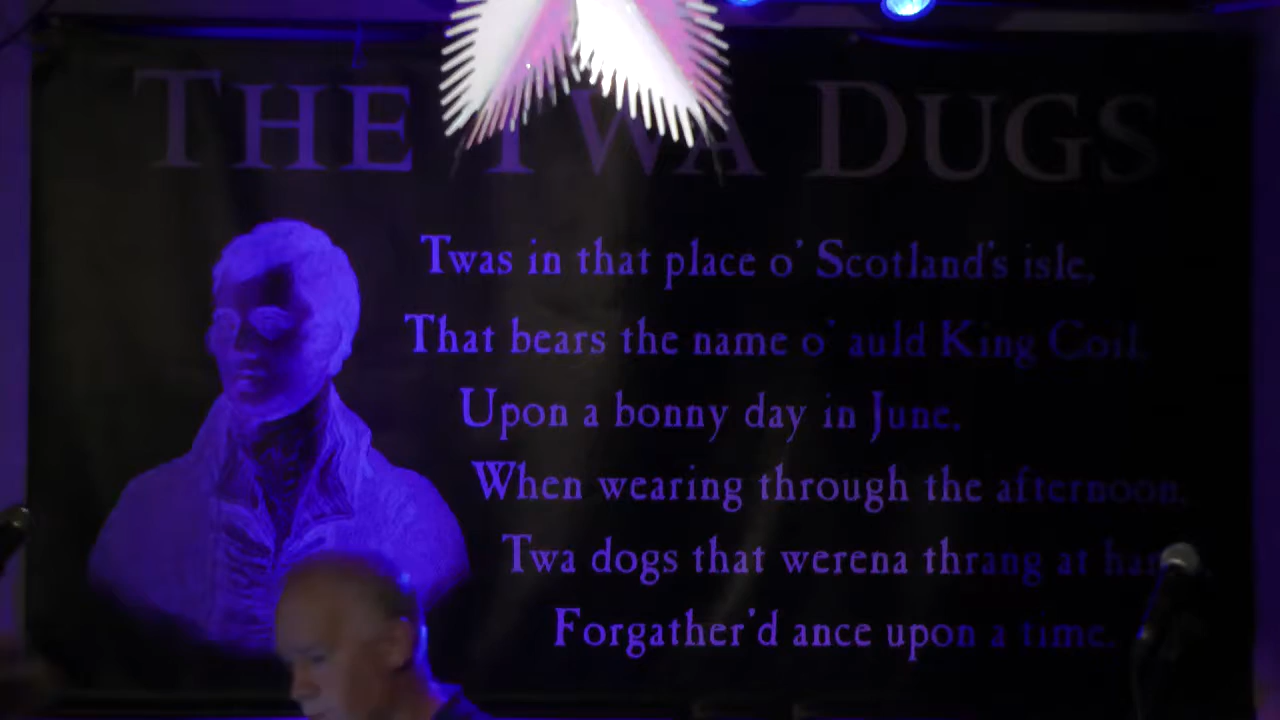 THE TWA DUGS
Twas in that place o' Scotland's isle,
That bears the name o' auld King Coil,
Upon a bonny day in June,
When wearing through the afternoon,
Twa dogs that werena thrang at
Forgather'd ance upon a time.